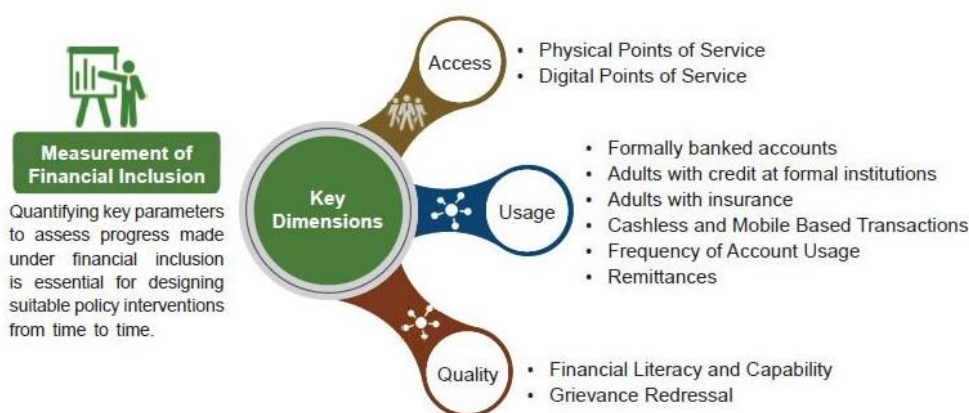 Measurement of
Financial Inclusion
Quantifying key parameters
to assess progress made
under financial inclusion
is essential for designing
suitable policy interventions
from time to time.
Key
Dimensions
Access
• Physical Points of Service
• Digital Points of Service
Usage
• Formally banked accounts
• Adults with credit at formal institutions
• Adults with insurance
• Cashless and Mobile Based Transactions
• Frequency of Account Usage
• Remittances
Quality
• Financial Literacy and Capability
• Grievance Redressal